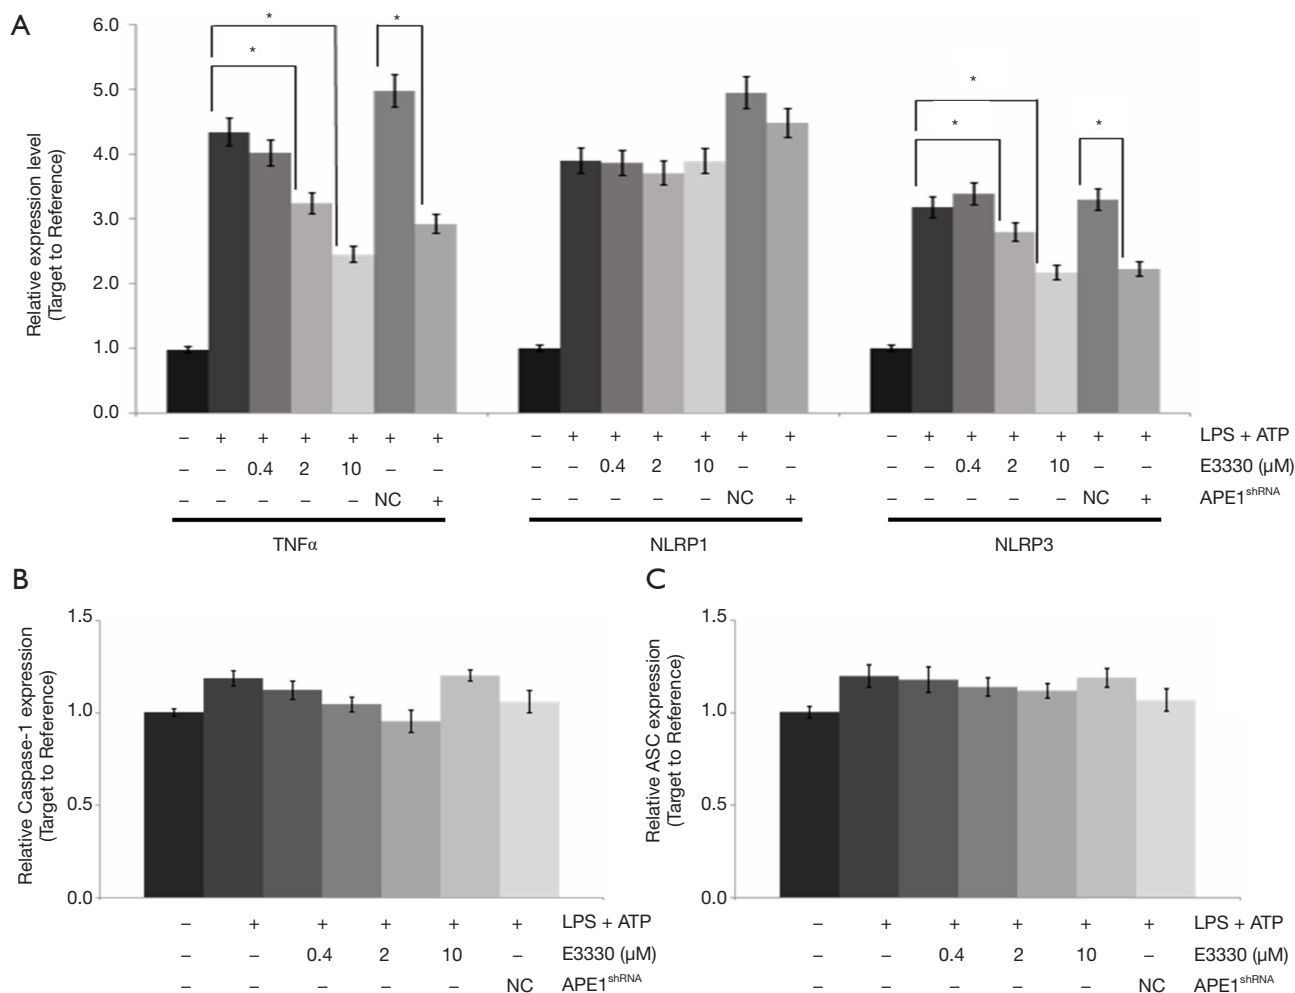 A
Relative expression level
(Target to Reference)
6.0
5.0
4.0
3.0
2.0
1.0
0.0
* * * * * *
– + + + + + + – + + + + + + – + + + + + + LPS + ATP
– – 0.4 2 10 – – – – 0.4 2 10 – – – – 0.4 2 10 – – E3330 (µM)
– – – – – NC + – – – – – NC + – – – – – NC + APE1shRNA
TNFα NLRP1 NLRP3
B
Relative Caspase-1 expression
(Target to Reference)
1.5
1.0
0.5
0.0
– + + + + + LPS + ATP
– – 0.4 2 10 – E3330 (µM)
– – – – – NC APE1shRNA
C
Relative ASC expression
(Target to Reference)
1.5
1.0
0.5
0.0
– + + + + + LPS + ATP
– – 0.4 2 10 – E3330 (µM)
– – – – – NC APE1shRNA